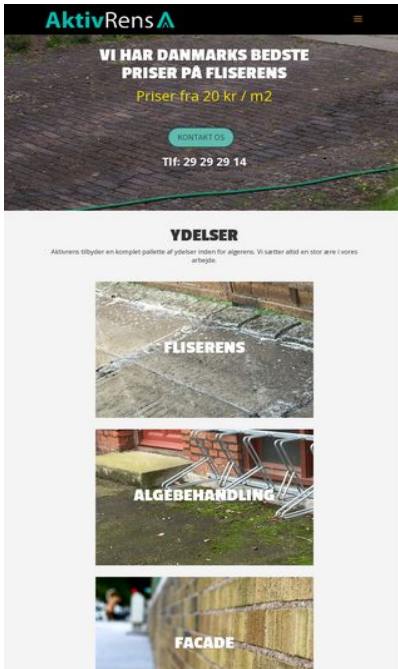 AktivRens
VI HAR DANMARKS BEDSTE
PRISER PÅ FLISERENS
Priser fra 20 kr / m2
KONTAKT OS
Tlf: 29 29 29 14
YDELSER
Aktivrens tilbyder en komplet pallette af ydelser inden for algerens. Vi sætter altid en stor ære i vores
arbejde.
FLISERENS
ALGEBEHANDLING
FACADE